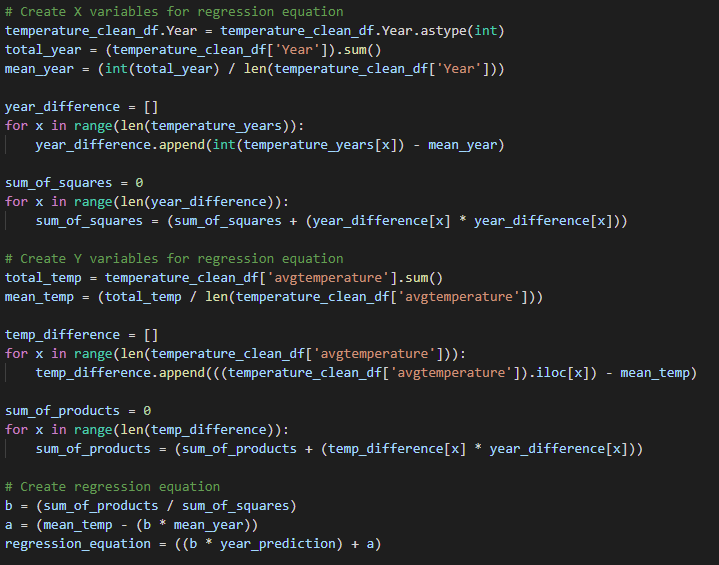 # Create X variables for regression equation
temperature_clean_df.Year = temperature_clean_df.Year.astype(int)
total_year = (temperature_clean_df['Year']).sum()
mean_year = (int(total_year) / len(temperature_clean_df['Year']))

year_difference = []
for x in range(len(temperature_years)):
    year_difference.append(int(temperature_years[x]) - mean_year)

sum_of_squares = 0
for x in range(len(year_difference)):
    sum_of_squares = (sum_of_squares + (year_difference[x] * year_difference[x]))

# Create Y variables for regression equation
total_temp = temperature_clean_df['avgtemperature'].sum()
mean_temp = (total_temp / len(temperature_clean_df['avgtemperature']))

temp_difference = []
for x in range(len(temperature_clean_df['avgtemperature'])):
    temp_difference.append(((temperature_clean_df['avgtemperature']).iloc[x]) - mean_temp)

sum_of_products = 0
for x in range(len(temp_difference)):
    sum_of_products = (sum_of_products + (temp_difference[x] * year_difference[x]))

# Create regression equation
b = (sum_of_products / sum_of_squares)
a = (mean_temp - (b * mean_year))
regression_equation = ((b * year_prediction) + a)